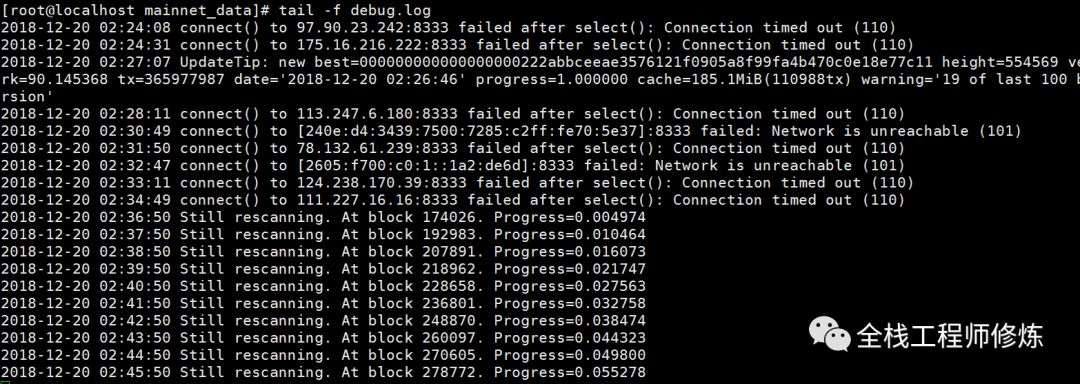 [root@localhost mainnet_data]# tail -f debug.log
2018-12-20 02:24:08 connect() to 97.90.23.242:8333 failed after select(): Connection timed out (110)
2018-12-20 02:24:31 connect() to 175.16.216.222:8333 failed after select(): Connection timed out (110)
2018-12-20 02:27:07 UpdateTip: new best=0000000000000000000222abbceeae3576121f0905a8f99fa4b470c0e18e77c11 height=554569 ve
rk=90.145368 tx=365977987 date='2018-12-20 02:26:46' progress=1.000000 cache=185.1MiB(110988tx) warning='19 of last 100 b
rsion'
2018-12-20 02:28:11 connect() to 113.247.6.180:8333 failed after select(): Connection timed out (110)
2018-12-20 02:30:49 connect() to [240e:d4:3439:7500:7285:c2ff:fe70:5e37]:8333 failed: Network is unreachable (101)
2018-12-20 02:31:50 connect() to 78.132.61.239:8333 failed after select(): Connection timed out (110)
2018-12-20 02:32:47 connect() to [2605:f700:c0:1::1a2:de6d]:8333 failed: Network is unreachable (101)
2018-12-20 02:33:11 connect() to 124.238.170.39:8333 failed after select(): Connection timed out (110)
2018-12-20 02:34:49 connect() to 111.227.16.16:8333 failed after select(): Connection timed out (110)
2018-12-20 02:36:50 Still rescanning. At block 174026. Progress=0.004974
2018-12-20 02:37:50 Still rescanning. At block 192983. Progress=0.010464
2018-12-20 02:38:50 Still rescanning. At block 207891. Progress=0.016073
2018-12-20 02:39:50 Still rescanning. At block 218962. Progress=0.021747
2018-12-20 02:40:50 Still rescanning. At block 228658. Progress=0.027563
2018-12-20 02:41:50 Still rescanning. At block 236801. Progress=0.032758
2018-12-20 02:42:50 Still rescanning. At block 248870. Progress=0.038474
2018-12-20 02:43:50 Still rescanning. At block 260097. Progress=0.044323
2018-12-20 02:44:50 Still rescanning. At block 270605. Progress=0.049800
2018-12-20 02:45:50 Still rescanning. At block 278772. Progress=0.055278
全栈工程师修炼